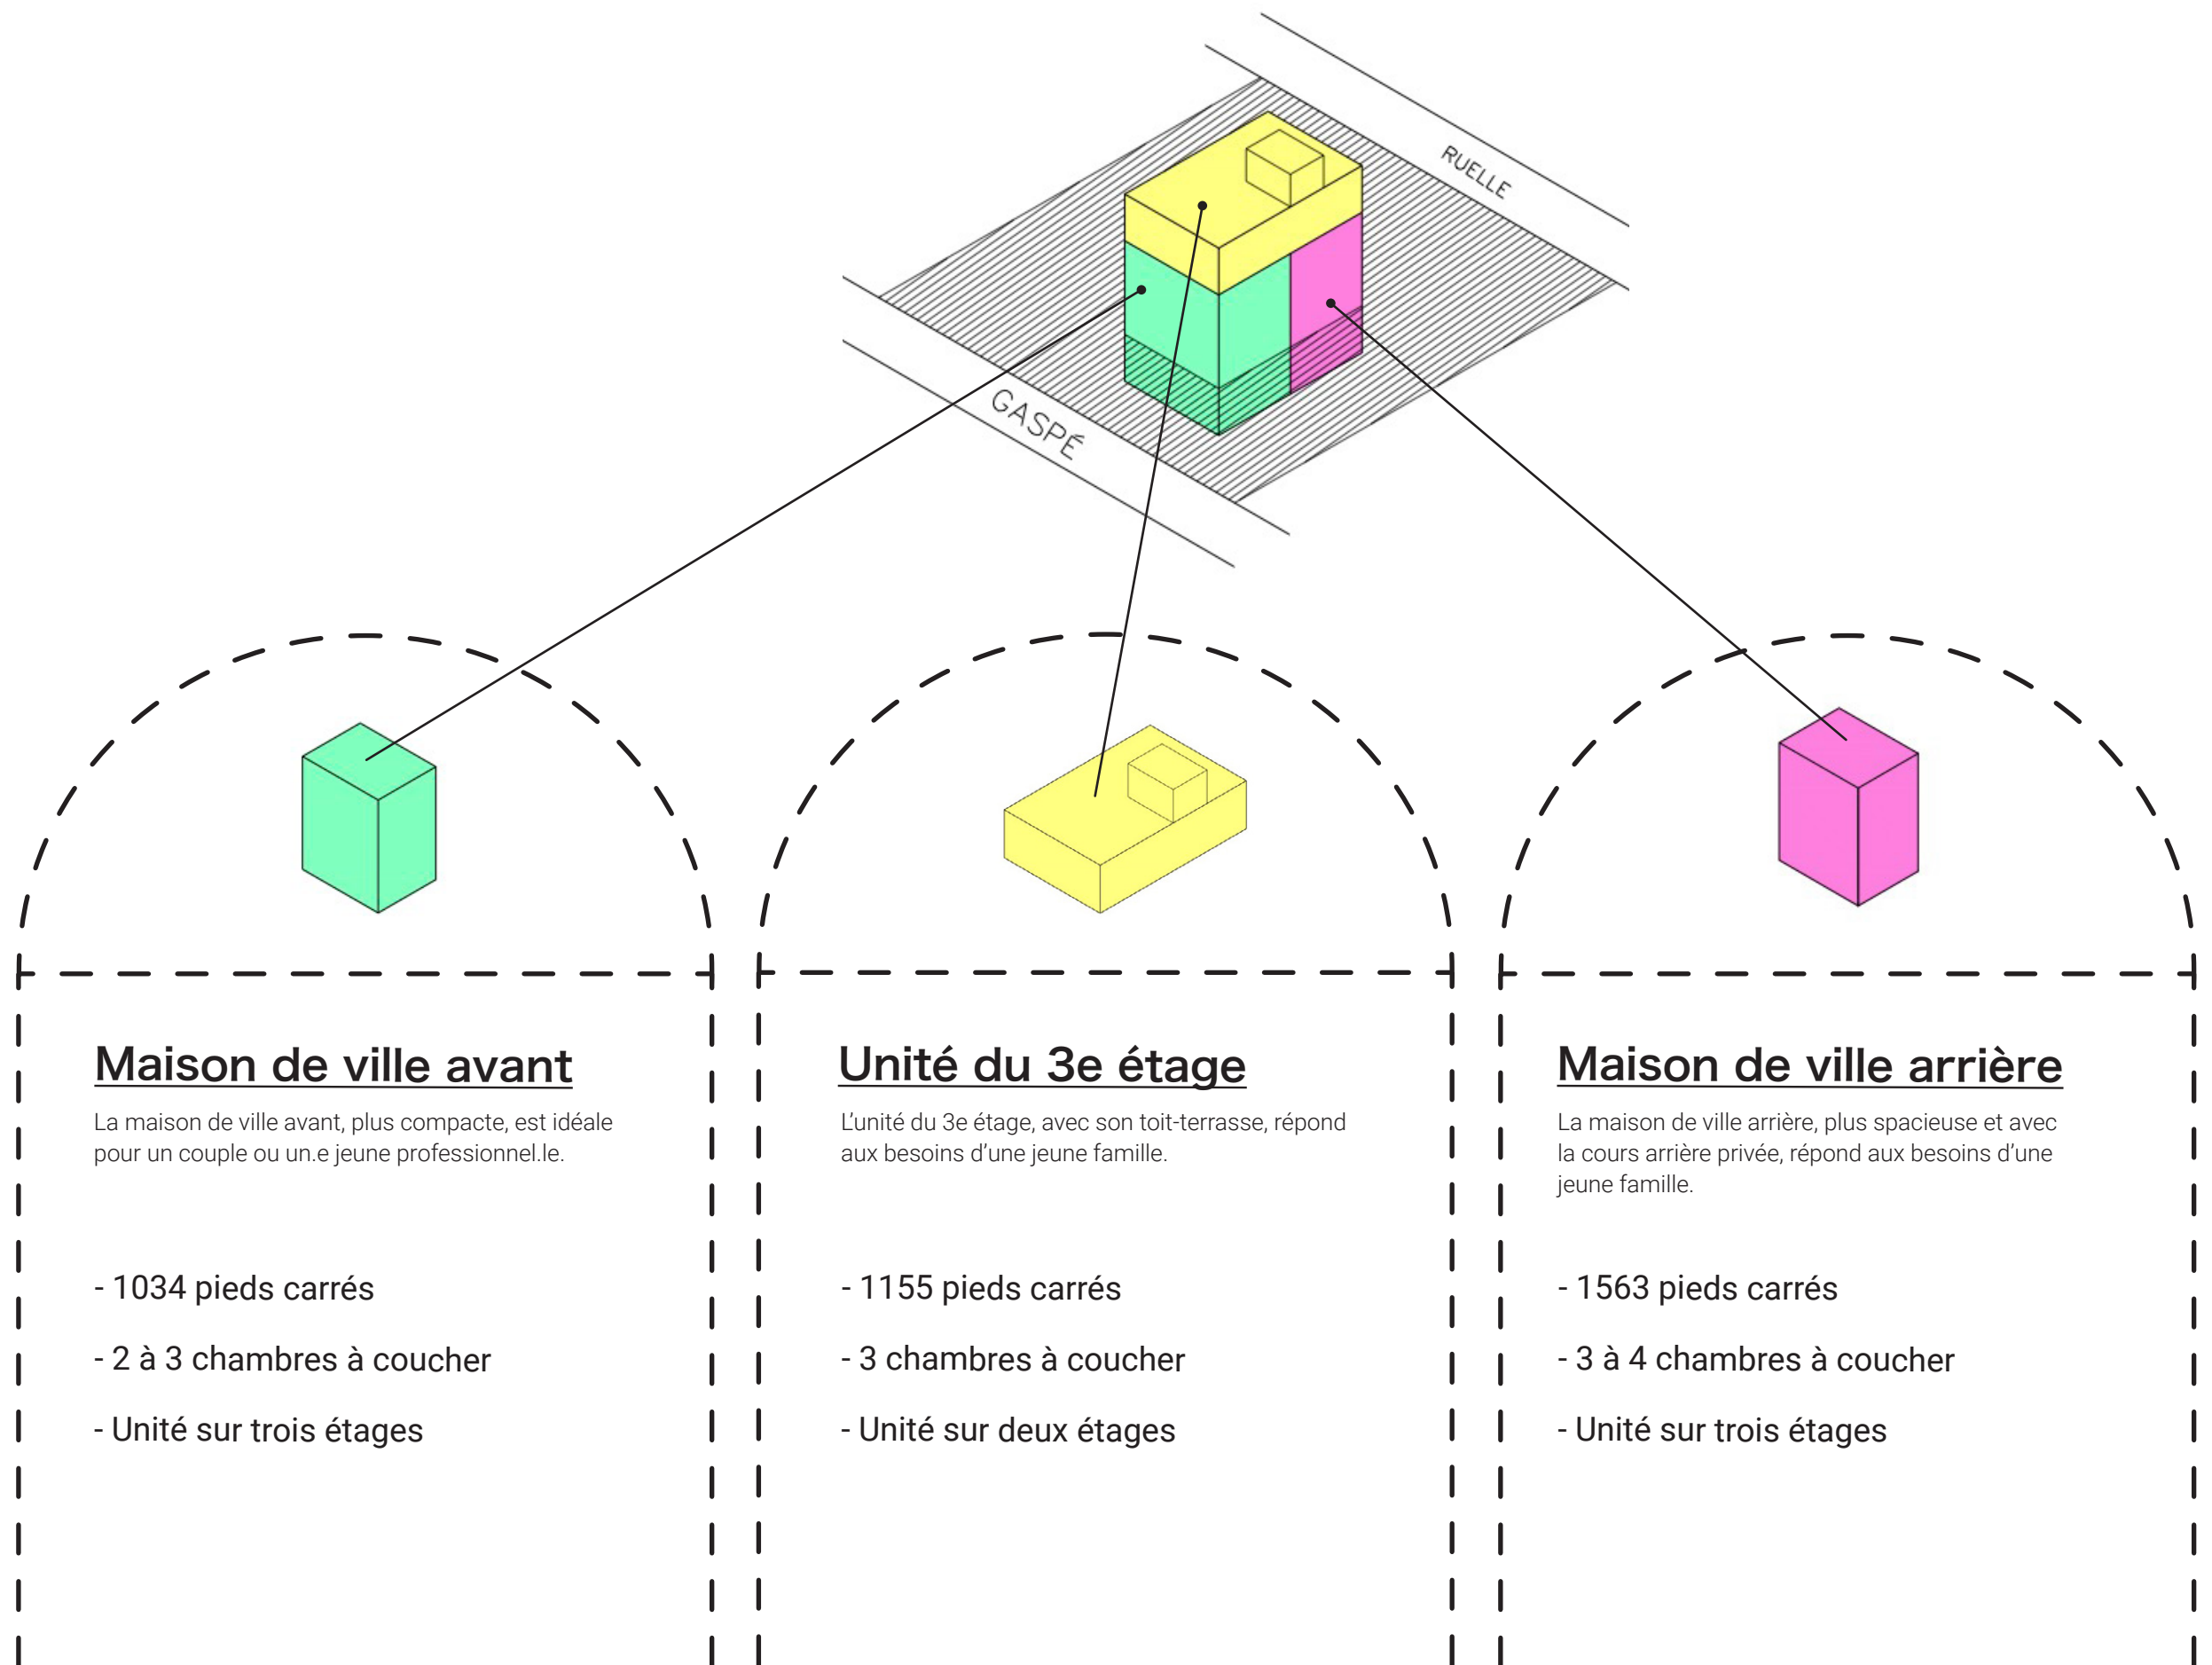 RUELLE
GASPÉ
Maison de ville avant
La maison de ville avant, plus compacte, est idéale
pour un couple ou un.e jeune professionnel.le.
- 1034 pieds carrés
- 2 à 3 chambres à coucher
- Unité sur trois étages
Unité du 3e étage
L'unité du 3e étage, avec son toit-terrasse, répond
aux besoins d'une jeune famille.
- 1155 pieds carrés
- 3 chambres à coucher
- Unité sur deux étages
Maison de ville arrière
La maison de ville arrière, plus spacieuse et avec
la cours arrière privée, répond aux besoins d'une
jeune famille.
- 1563 pieds carrés
- 3 à 4 chambres à coucher
- Unité sur trois étages